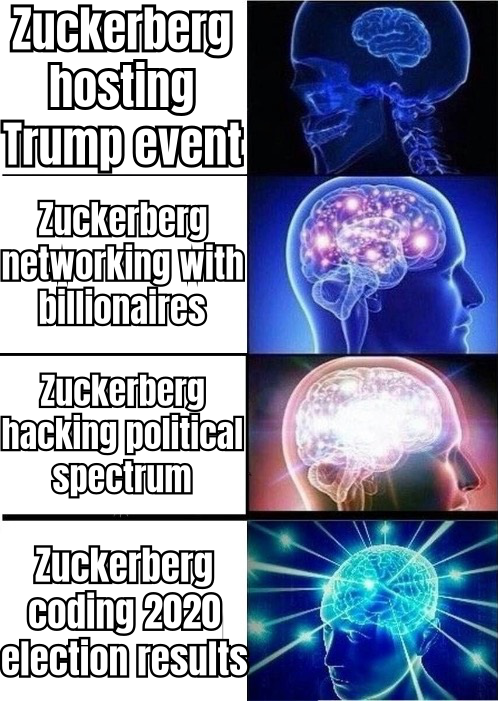 Zuckerberg
hosting
Trump event
Zuckerberg
networking with
billionaires
Zuckerberg
hacking political
spectrum
Zuckerberg
coding 2020
election results